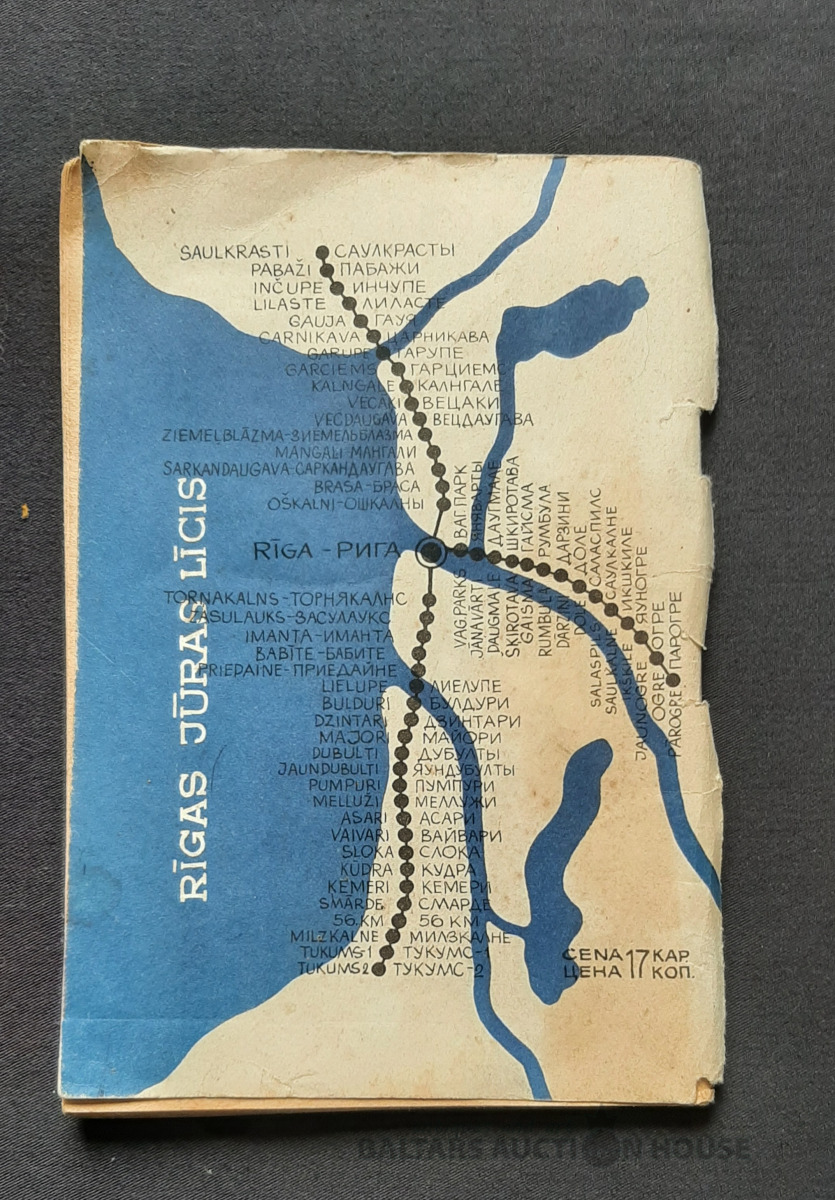 SAULKRASTI САУЛКРАСТЫ
PABAŽI ПАБАЖИ
INČUPE ИНЧУПЕ
LILASTE ЛИЛАСТЕ
GAUJA ГАУЯ
CARNIKAVA ЦАРНИКАВА
GARUPE ГАРУПЕ
GARCIEMS ГАРЦИЕМС
KALNGALE КАЛНГАЛЕ
VECAĶI ВЕЦАКИ
VECDAUGAVA ВЕЦДАУГАВА
ZIEMEĻBLĀZMA-ЗИЕМЕЛЬБЛАЗМА
MANGAĻI-МАНГАЛИ
SARKANDAUGAVA-САРКАНДАУГАВА
BRASA-БРАСА
OŠKALNI-ОШКАЛНЫ
RĪGA-РИГА
TORŅAKALNS-ТОРНЯКАЛНС
ZASULAUKS-ЗАСУЛАУКС
IMANTA-ИМАНТА
BABĪTE-БАБИТЕ
PRIEDAINE-ПРИЕДАЙНЕ
LIELUPE ЛИЕЛУПЕ
BULDURI БУЛДУРИ
DZINTARI ДЗИНТАРИ
MAJORI МАЙОРИ
DUBULTI ДУБУЛТЫ
JAUNDUBULTI ЯУНДУБУЛТЫ
PUMPURI ПУМПУРИ
MELLUŽI МЕЛЛУЖИ
ASARI АСАРИ
VAIVARI ВАЙВАРИ
SLOKA СЛОКА
KŪDRA КУДРА
ĶEMERI КЕМЕРИ
SMĀRDE СМАРДЕ
56.KM 56 КМ
MILZKALNE МИЛЗКАЛНЕ
TUKUMS-1 ТУКУМС-1
TUKUMS 2 ТУКУМС-2
VAG.PARKS ВАГ.ПАРК
JĀŅAVĀRTI ЯНЯВАРТЫ
DAUGMALE ДАУГМАЛЕ
ŠĶIROTAVA ШКИРОТАВА
GAISMA ГАЙСМА
RUMBULA РУМБУЛА
DĀRZIŅI ДАРЗИНИ
DOLE ДОЛЕ
SALASPILS САЛАСПИЛС
SAULKALNE САУЛКАЛНЕ
IKŠĶILE ИКШКИЛЕ
JAUNOGRE ЯУНОГРЕ
OGRE ОГРЕ
PĀROGRE ПАРОГРЕ
RĪGAS JŪRAS LĪCIS
CENA 17 KAP.
ЦЕНА КОП.
BALTARS AUCTION HOUSE